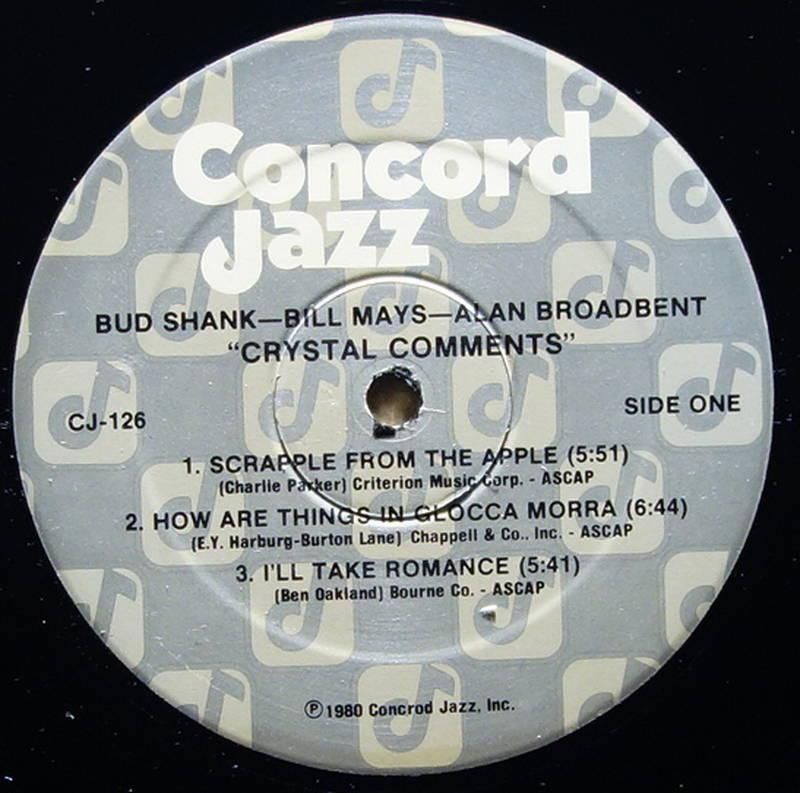 Concord
Jazz
BUD SHANK—BILL MAYS—ALAN BROADBENT
"CRYSTAL COMMENTS"
CJ-126
SIDE ONE
1. SCRAPPLE FROM THE APPLE (5:51)
(Charlie Parker) Criterion Music Corp. - ASCAP
2. HOW ARE THINGS IN GLOCCA MORRA (6:44)
(E.Y. Harburg-Burton Lane) Chappell & Co., Inc. - ASCAP
3. I'LL TAKE ROMANCE (5:41)
(Ben Oakland) Bourne Co. - ASCAP
℗1980 Concrod Jazz, Inc.